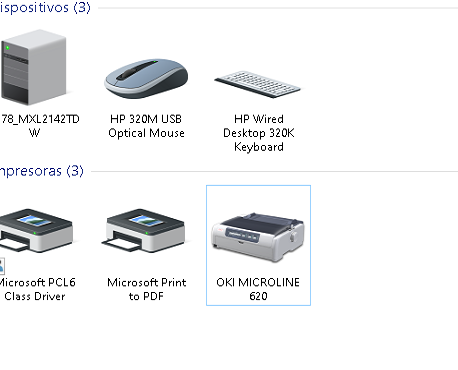 ispositivos (3)
78_MXL2142TD
W
HP 320M USB
Optical Mouse
HP Wired
Desktop 320K
Keyboard
mpresoras (3)
Microsoft PCL6
Class Driver
Microsoft Print
to PDF
OKI MICROLINE
620